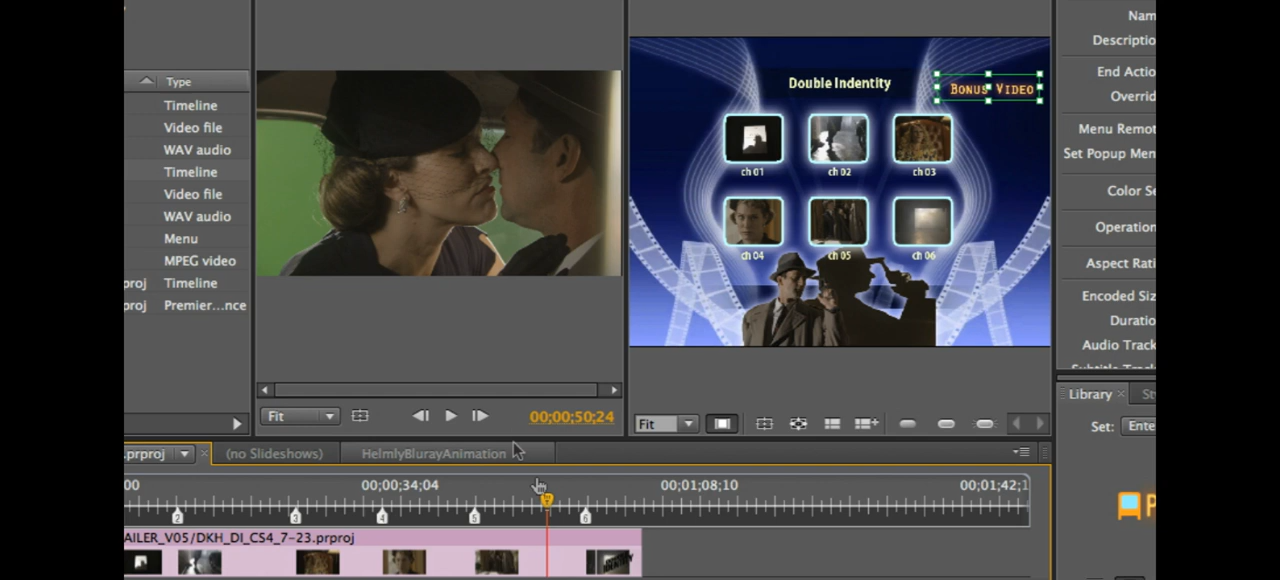 Type
Timeline
Video file
WAV audio
Timeline
Video file
WAV audio
Menu
MPEG video
proj Timeline
proj Premier...nce
Fit
00;00;50;24
Double Indentity
BONUS VIDEO
ch 01 ch 02 ch 03
ch 04 ch 05 ch 06
Fit
Nam
Descriptio
End Actio
Overrid
Menu Remot
Set Popup Men
Color Se
Operation
Aspect Rati
Encoded Siz
Duratio
Audio Track
Subtitle Track
Library
St
Set: Ente
P
.prproj (no Slideshows) HelmlyBlurayAnimation
00 00;00;34;04 00;01;08;10 00;01;42;1
2 3 4 5 6
AILER_V05/DKH_DI_CS4_7-23.prproj